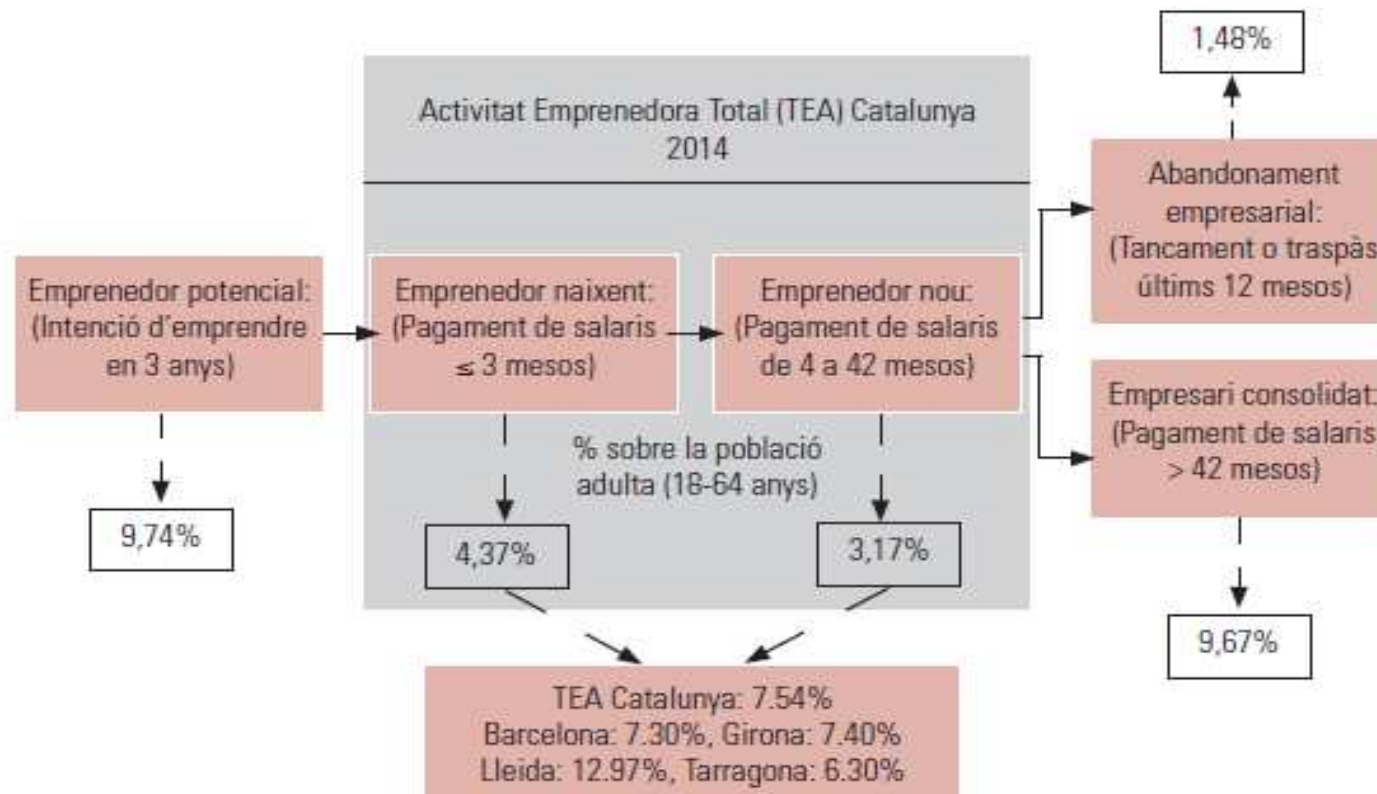 1,48%
Activitat Emprenedora Total (TEA) Catalunya
2014
Abandonament
empresarial:
(Tancament o traspàs
últims 12 mesos)
Emprenedor potencial:
(Intenció d'emprendre
en 3 anys)
Emprenedor naixent:
(Pagament de salaris
≤ 3 mesos)
Emprenedor nou:
(Pagament de salaris
de 4 a 42 mesos)
Empresari consolidat:
(Pagament de salaris
> 42 mesos)
% sobre la població
adulta (18-64 anys)
9,74%
4,37%
3,17%
9,67%
TEA Catalunya: 7.54%
Barcelona: 7.30%, Girona: 7.40%
Lleida: 12.97%, Tarragona: 6.30%